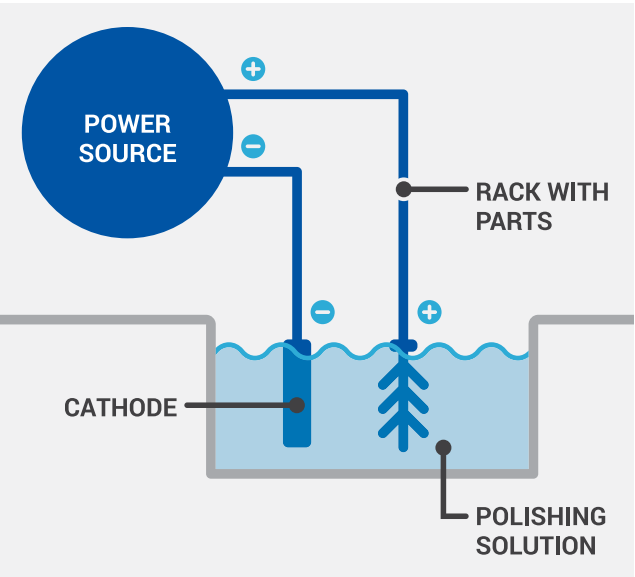 +
POWER
SOURCE
−
RACK WITH
PARTS
−
+
CATHODE
POLISHING
SOLUTION